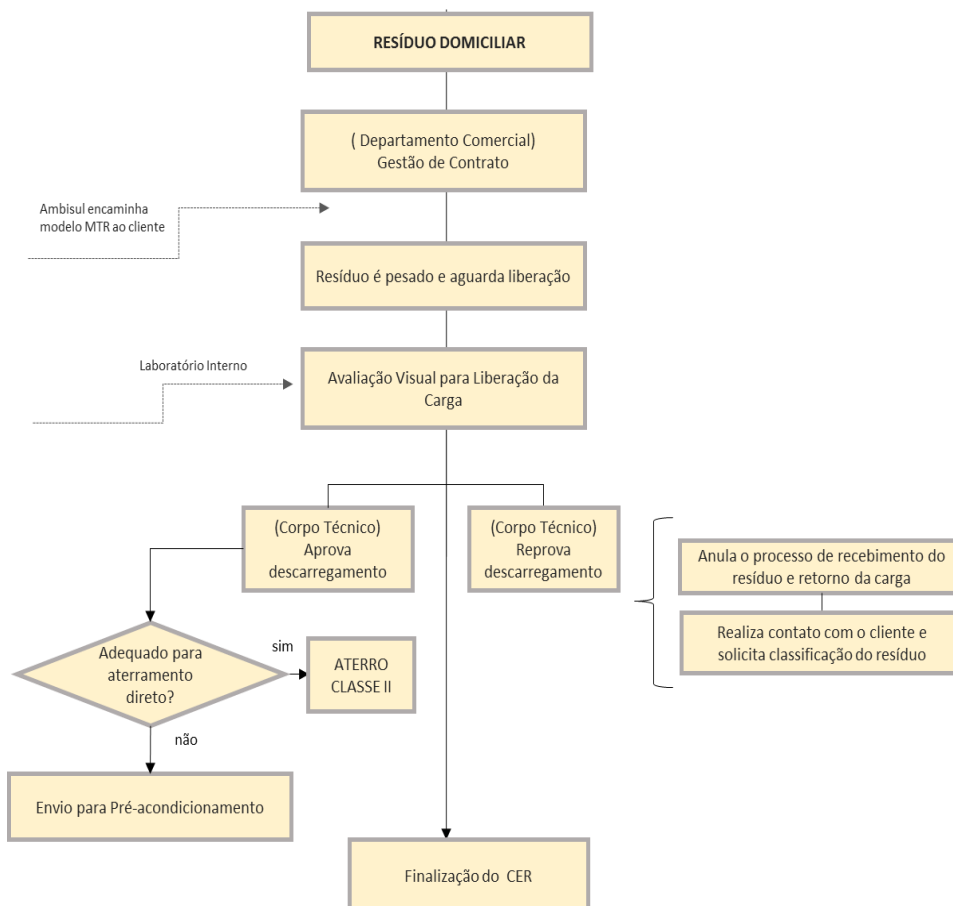 RESÍDUO DOMICILIAR
( Departamento Comercial)
Gestão de Contrato
Ambisul encaminha
modelo MTR ao cliente
Resíduo é pesado e aguarda liberação
Laboratório Interno
Avaliação Visual para Liberação da
Carga
(Corpo Técnico)
Aprova
descarregamento
(Corpo Técnico)
Reprova
descarregamento
Anula o processo de recebimento do
resíduo e retorno da carga
Realiza contato com o cliente e
solicita classificação do resíduo
Adequado para
aterramento
direto?
sim
ATERRO
CLASSE II
não
Envio para Pré-acondicionamento
Finalização do CER